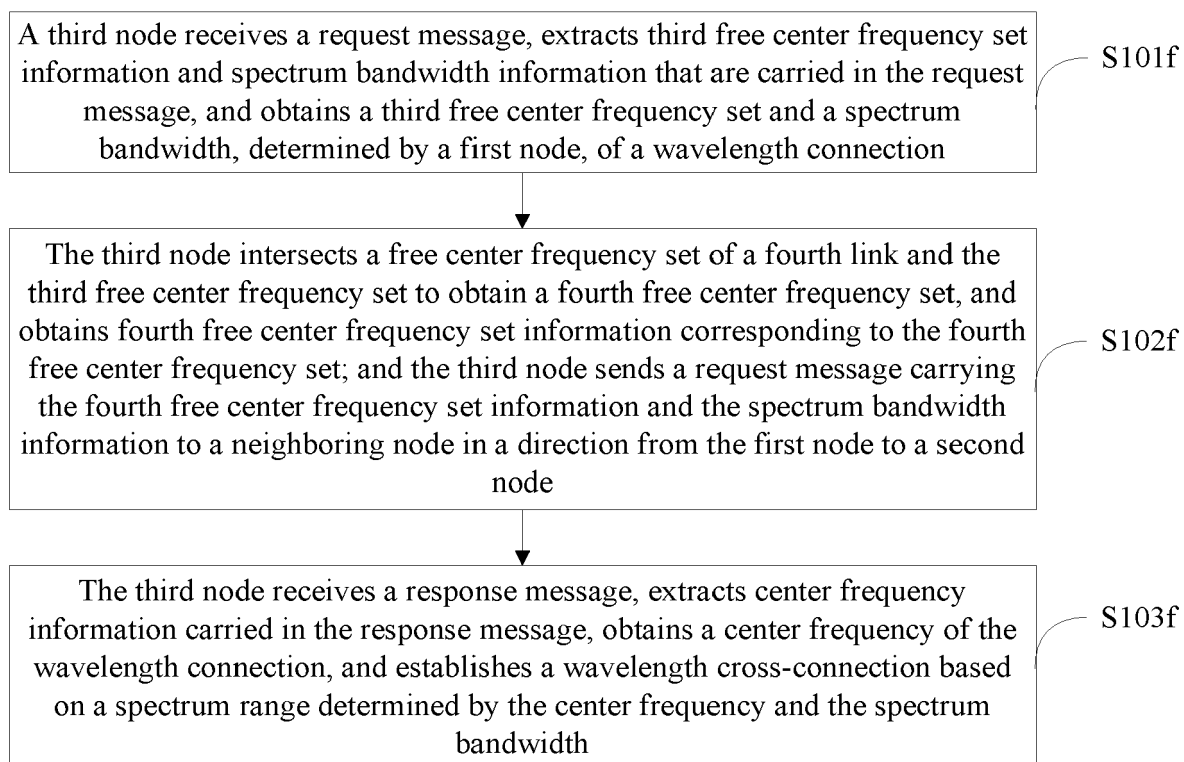 A third node receives a request message, extracts third free center frequency set
information and spectrum bandwidth information that are carried in the request
message, and obtains a third free center frequency set and a spectrum
bandwidth, determined by a first node, of a wavelength connection
S101f
The third node intersects a free center frequency set of a fourth link and the
third free center frequency set to obtain a fourth free center frequency set, and
obtains fourth free center frequency set information corresponding to the fourth
free center frequency set; and the third node sends a request message carrying
the fourth free center frequency set information and the spectrum bandwidth
information to a neighboring node in a direction from the first node to a second
node
S102f
The third node receives a response message, extracts center frequency
information carried in the response message, obtains a center frequency of the
wavelength connection, and establishes a wavelength cross-connection based
on a spectrum range determined by the center frequency and the spectrum
bandwidth
S103f